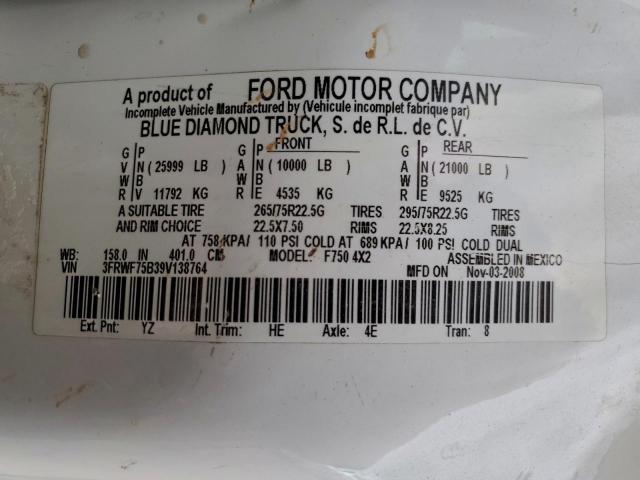 A product of FORD MOTOR COMPANY
Incomplete Vehicle Manufactured by (Vehicule incomplet fabrique par)
BLUE DIAMOND TRUCK, S. de R.L. de C.V.
FRONT REAR
G P G P G P
V N (25999 LB) A N (10000 LB) A N (21000 LB)
W B W B W B
R V 11792 KG R E 4535 KG R E 9525 KG
A SUITABLE TIRE 265/75R22.5G TIRES 295/75R22.5G TIRES
AND RIM CHOICE 22.5X7.50 RIMS 22.5X8.25 RIMS
AT 758 KPA/ 110 PSI COLD AT 689 KPA/ 100 PSI COLD DUAL
WB: 158.0 IN 401.0 CM MODEL: F750 4X2 ASSEMBLED IN MEXICO
VIN 3FRWF75B39V138764 MFD ON Nov-03-2008
Ext. Pnt: YZ Int. Trim: HE Axle: 4E Tran: 8